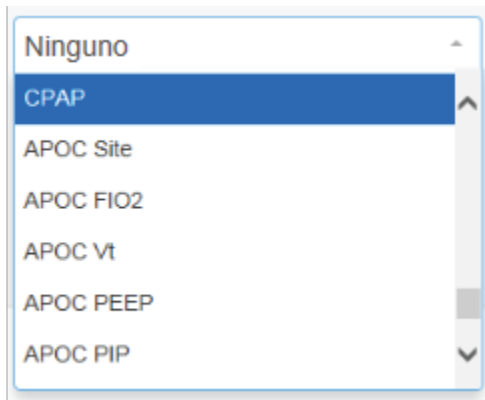 Ninguno
CPAP
APOC Site
APOC FIO2
APOC Vt
APOC PEEP
APOC PIP